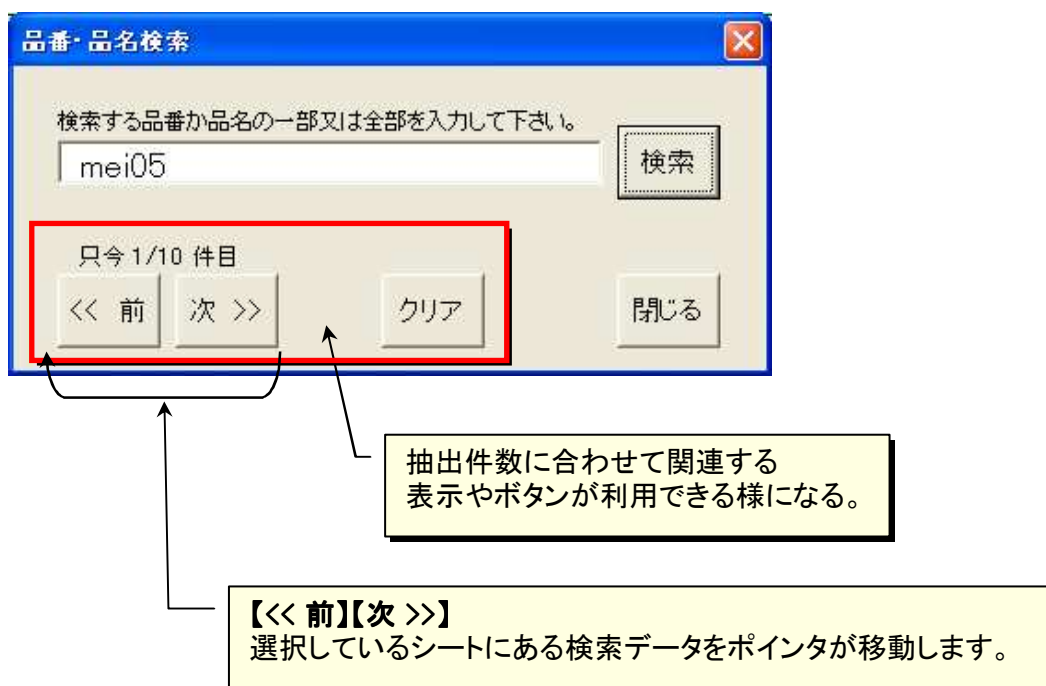 品番・品名検索
検索する品番か品名の一部又は全部を入力して下さい。
mei05
検索
只今 1/10 件目
<< 前
次 >>
クリア
閉じる
抽出件数に合わせて関連する
表示やボタンが利用できる様になる。
【<< 前】【次 >>】
選択しているシートにある検索データをポインタが移動します。